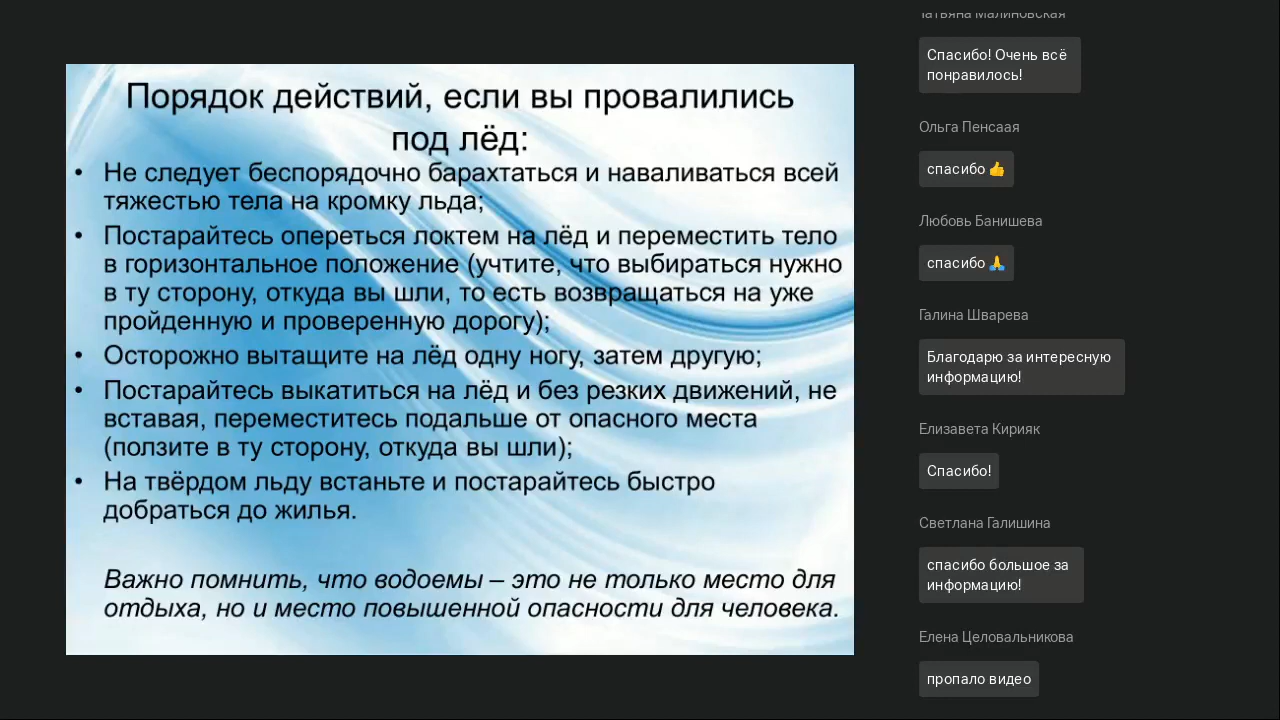 Порядок действий, если вы провалились
под лёд:
• Не следует беспорядочно барахтаться и наваливаться всей
тяжестью тела на кромку льда;
• Постарайтесь опереться локтем на лёд и переместить тело
в горизонтальное положение (учтите, что выбираться нужно
в ту сторону, откуда вы шли, то есть возвращаться на уже
пройденную и проверенную дорогу);
• Осторожно вытащите на лёд одну ногу, затем другую;
• Постарайтесь выкатиться на лёд и без резких движений, не
вставая, переместитесь подальше от опасного места
(ползите в ту сторону, откуда вы шли);
• На твёрдом льду встаньте и постарайтесь быстро
добраться до жилья.
Важно помнить, что водоемы – это не только место для
отдыха, но и место повышенной опасности для человека.
Татьяна Малиновская
Спасибо! Очень всё
понравилось!
Ольга Пенсаая
спасибо 👍
Любовь Банишева
спасибо 🙏
Галина Шварева
Благодарю за интересную
информацию!
Елизавета Кирияк
Спасибо!
Светлана Галишина
спасибо большое за
информацию!
Елена Целовальникова
пропало видео